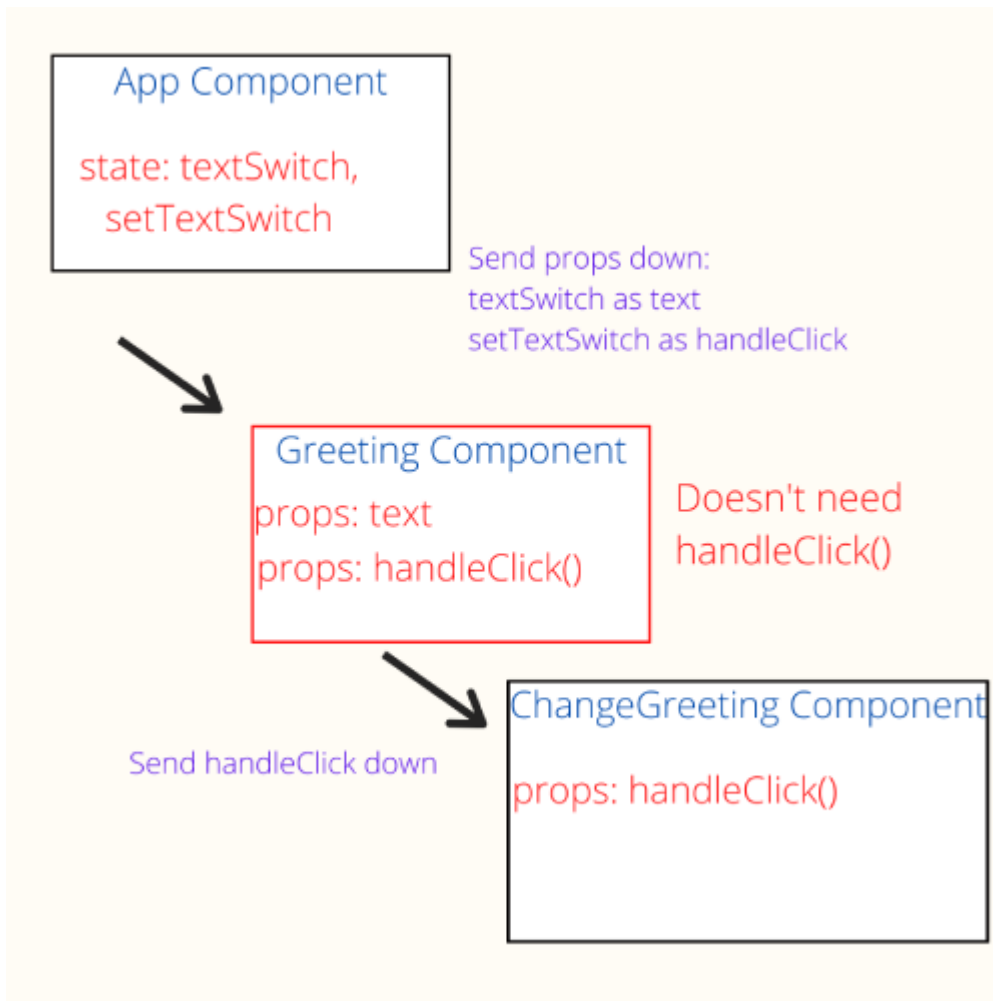 App Component
state: textSwitch,
setTextSwitch
Send props down:
textSwitch as text
setTextSwitch as handleClick
Greeting Component
props: text
props: handleClick()
Doesn't need
handleClick()
Send handleClick down
ChangeGreeting Component
props: handleClick()